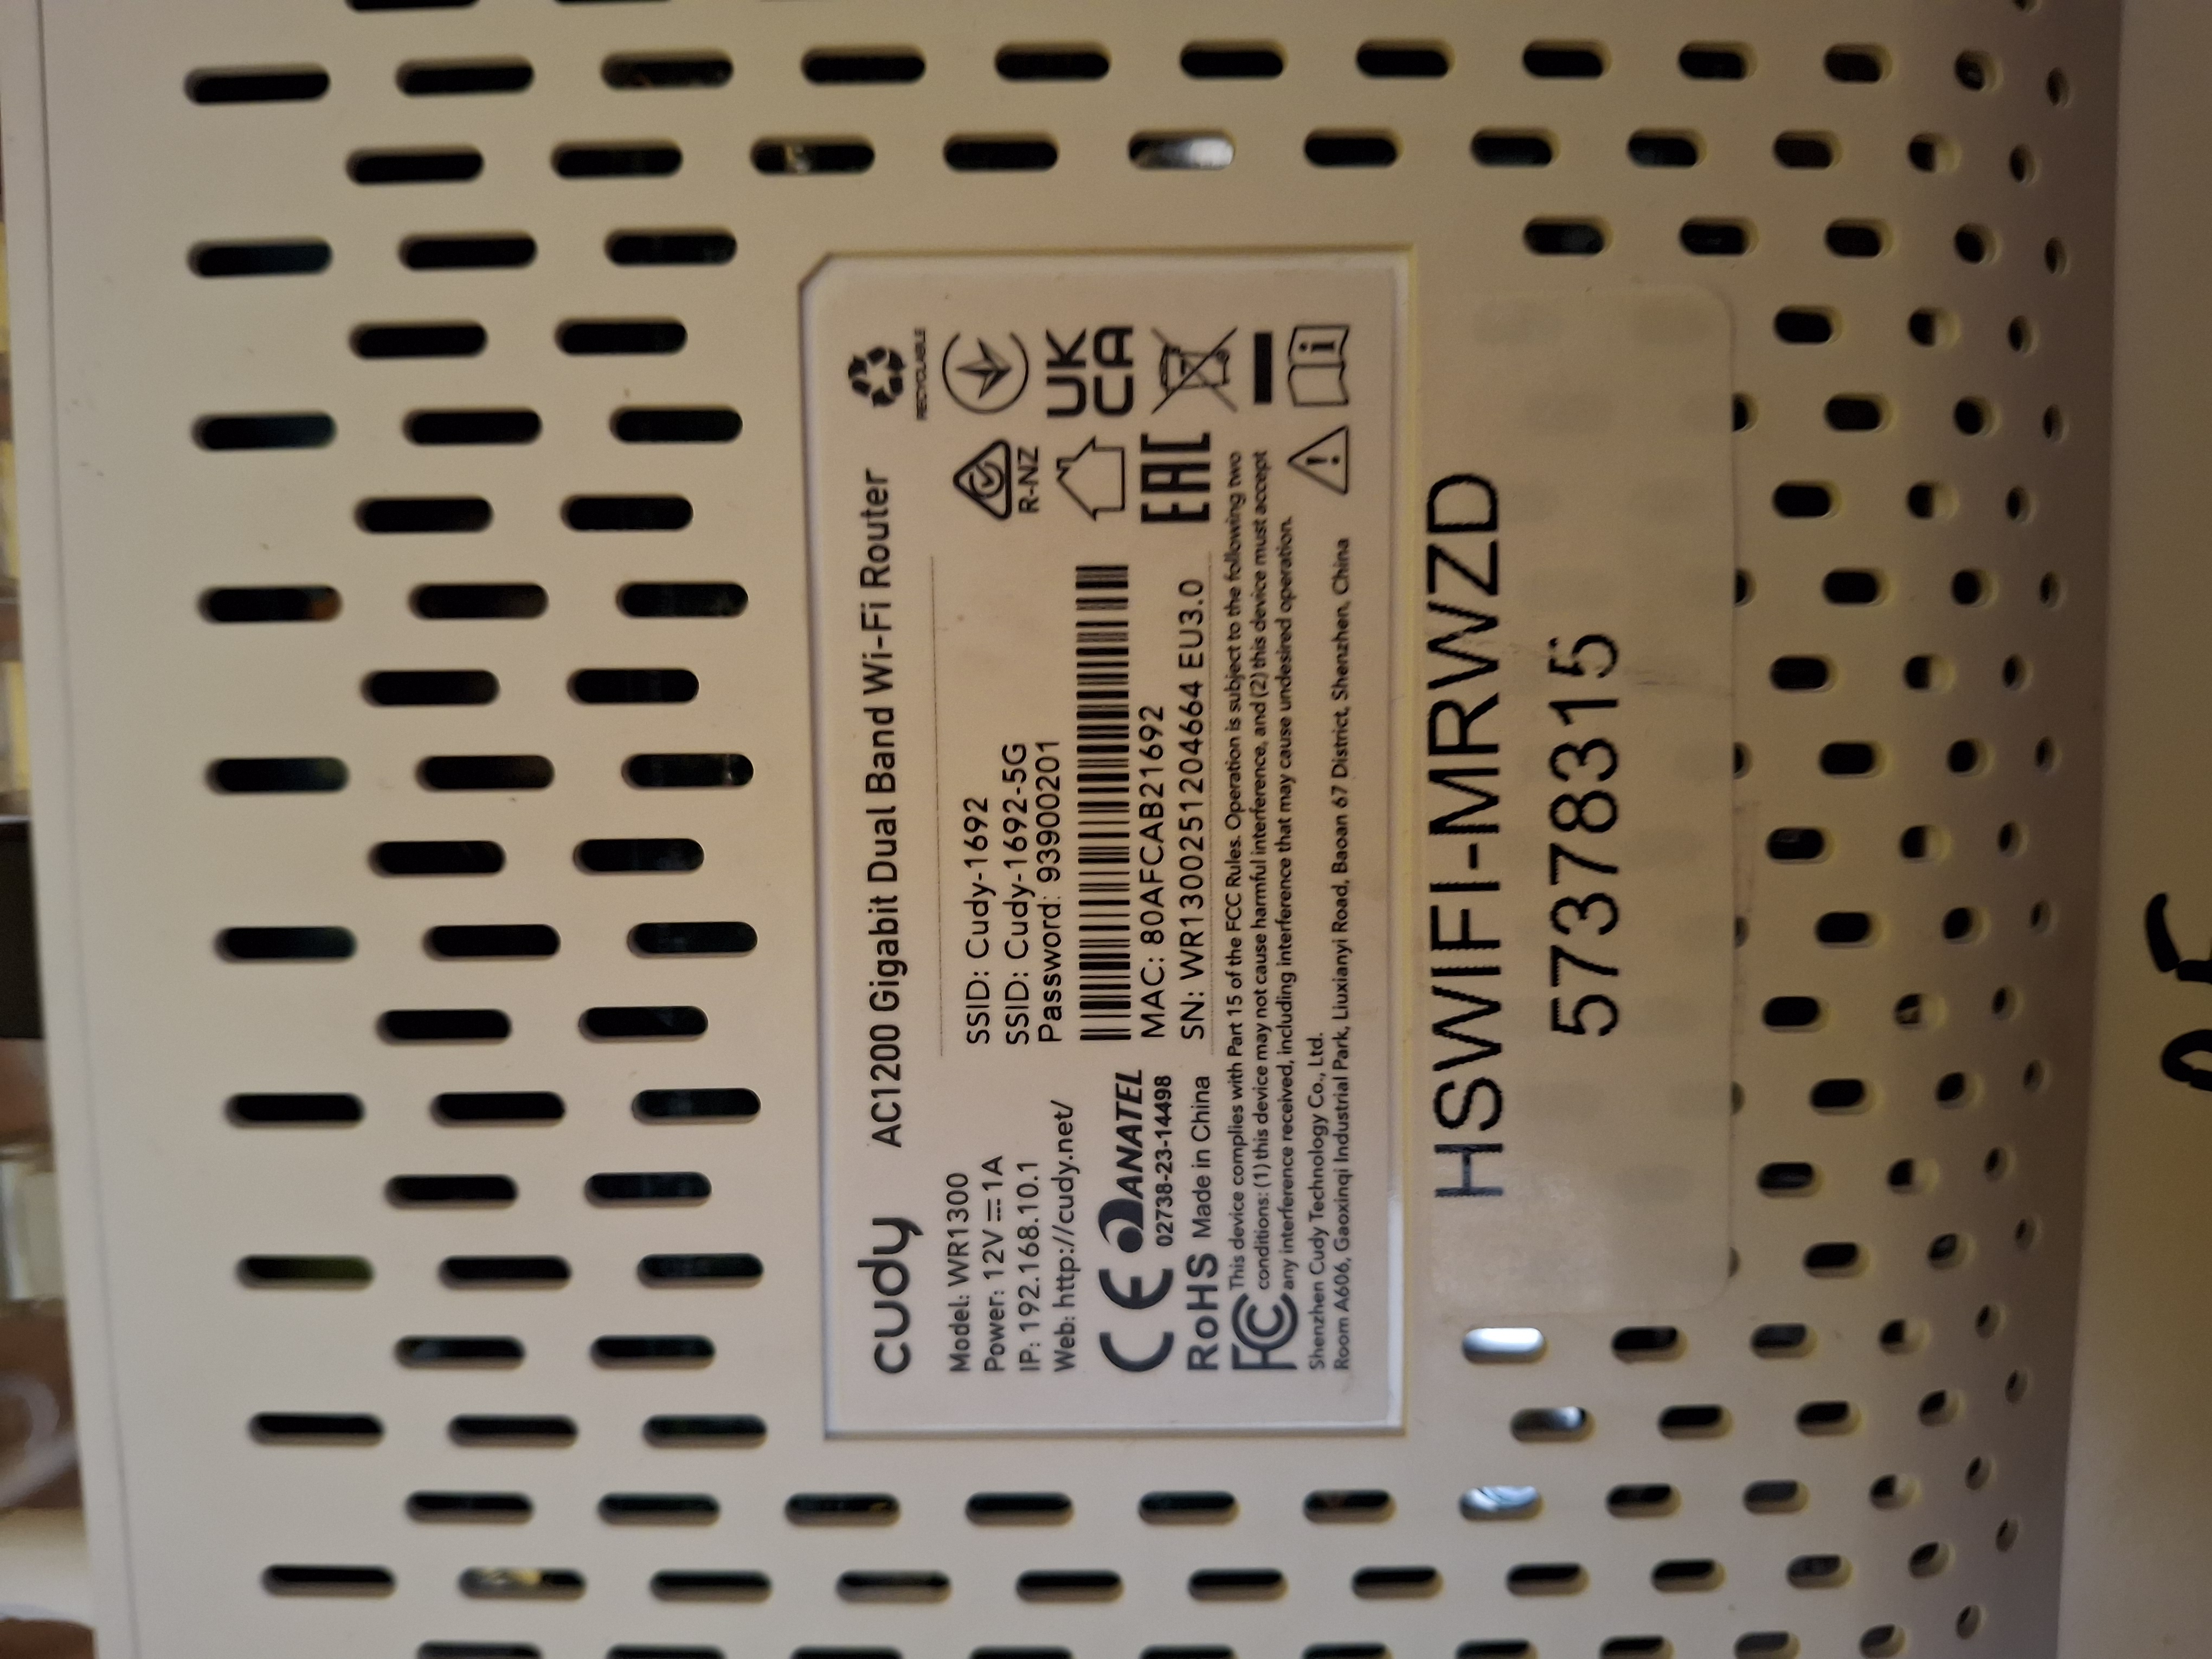 cudy AC1200 Gigabit Dual Band Wi-Fi Router
RECYCLABLE
Model: WR1300
Power: 12V⎓1A
IP: 192.168.10.1
Web: http://cudy.net/
SSID: Cudy-1692
SSID: Cudy-1692-5G
Password: 93900201
MAC: 80AFCAB21692
SN: WR1300251204664 EU3.0
CE ANATEL
02738-23-14498
RoHS Made in China
R-NZ
UK
CA
EAC
FC This device complies with Part 15 of the FCC Rules. Operation is subject to the following two
conditions: (1) this device may not cause harmful interference, and (2) this device must accept
any interference received, including interference that may cause undesired operation.
Shenzhen Cudy Technology Co., Ltd.
Room A606, Gaoxinqi Industrial Park, Liuxianyi Road, Baoan 67 District, Shenzhen, China
HSWIFI-MRWZD
57378315